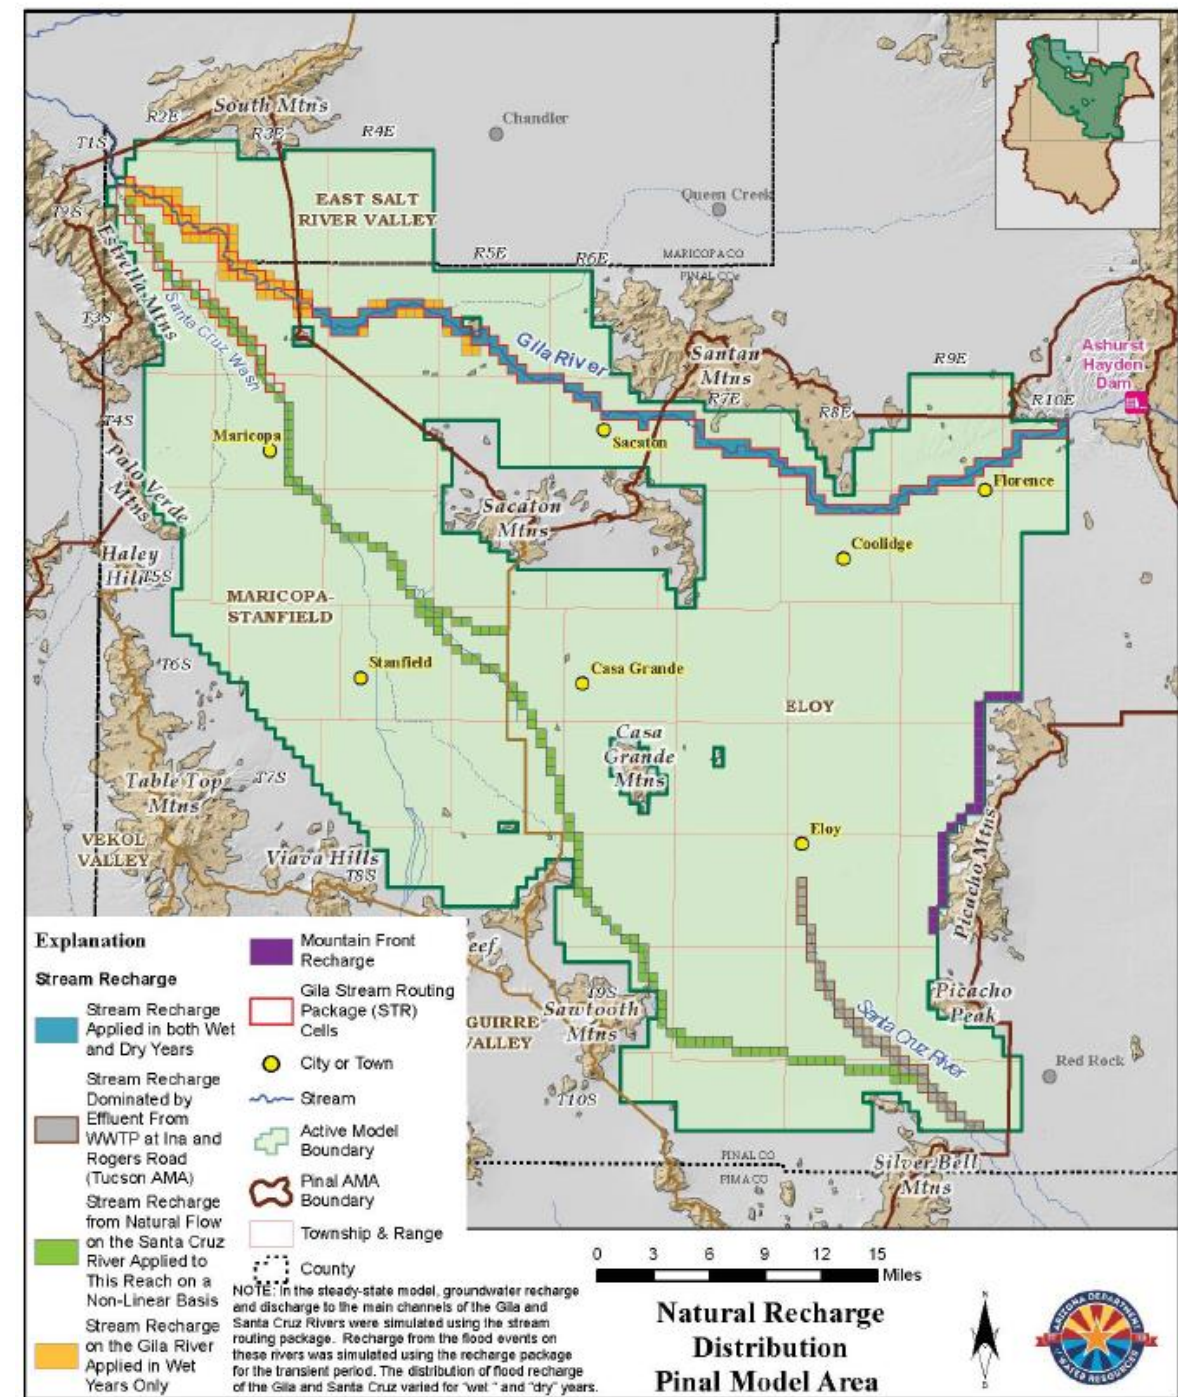 South Mtns
R2E
R3E
R4E
T1S
Chandler
EAST SALT
RIVER VALLEY
Queen Creek
T2S
Estrella Mtns
R5E
R6E
MARICOPA CO
PINAL CO
Santa Cruz Wash
T3S
Gila River
Santan
Mtns
Ashurst
Hayden
Dam
R9E
R7E
R8E
R10E
T4S
Maricopa
Sacaton
Palo Verde
Mtns
Florence
Sacaton
Mtns
Coolidge
Haley
Hills
T5S
MARICOPA-
STANFIELD
T6S
Stanfield
Casa Grande
ELOY
Casa
Grande
Mtns
Table Top
Mtns
T7S
VEKOL
VALLEY
Viava Hills
T8S
Eloy
Picucho Mtns
eef
T9S
Sawtooth
Mtns
GUIRRE
VALLEY
Picacho
Peak
Santa Cruz River
Red Rock
T10S
PINAL CO
PIMA CO
Silver Bell
Mtns
Explanation
Stream Recharge
Stream Recharge
Applied in both Wet
and Dry Years
Stream Recharge
Dominated by
Effluent From
WWTP at Ina and
Rogers Road
(Tucson AMA)
Stream Recharge
from Natural Flow
on the Santa Cruz
River Applied to
This Reach on a
Non-Linear Basis
Stream Recharge
on the Gila River
Applied in Wet
Years Only
Mountain Front
Recharge
Gila Stream Routing
Package (STR)
Cells
City or Town
Stream
Active Model
Boundary
Pinal AMA
Boundary
Township & Range
County
NOTE: In the steady-state model, groundwater recharge
and discharge to the main channels of the Gila and
Santa Cruz Rivers were simulated using the stream
routing package. Recharge from the flood events on
these rivers was simulated using the recharge package
for the transient period. The distribution of flood recharge
of the Gila and Santa Cruz varied for "wet " and "dry" years.
0 3 6 9 12 15
Miles
Natural Recharge
Distribution
Pinal Model Area
N
ARIZONA DEPARTMENT
WATER RESOURCES